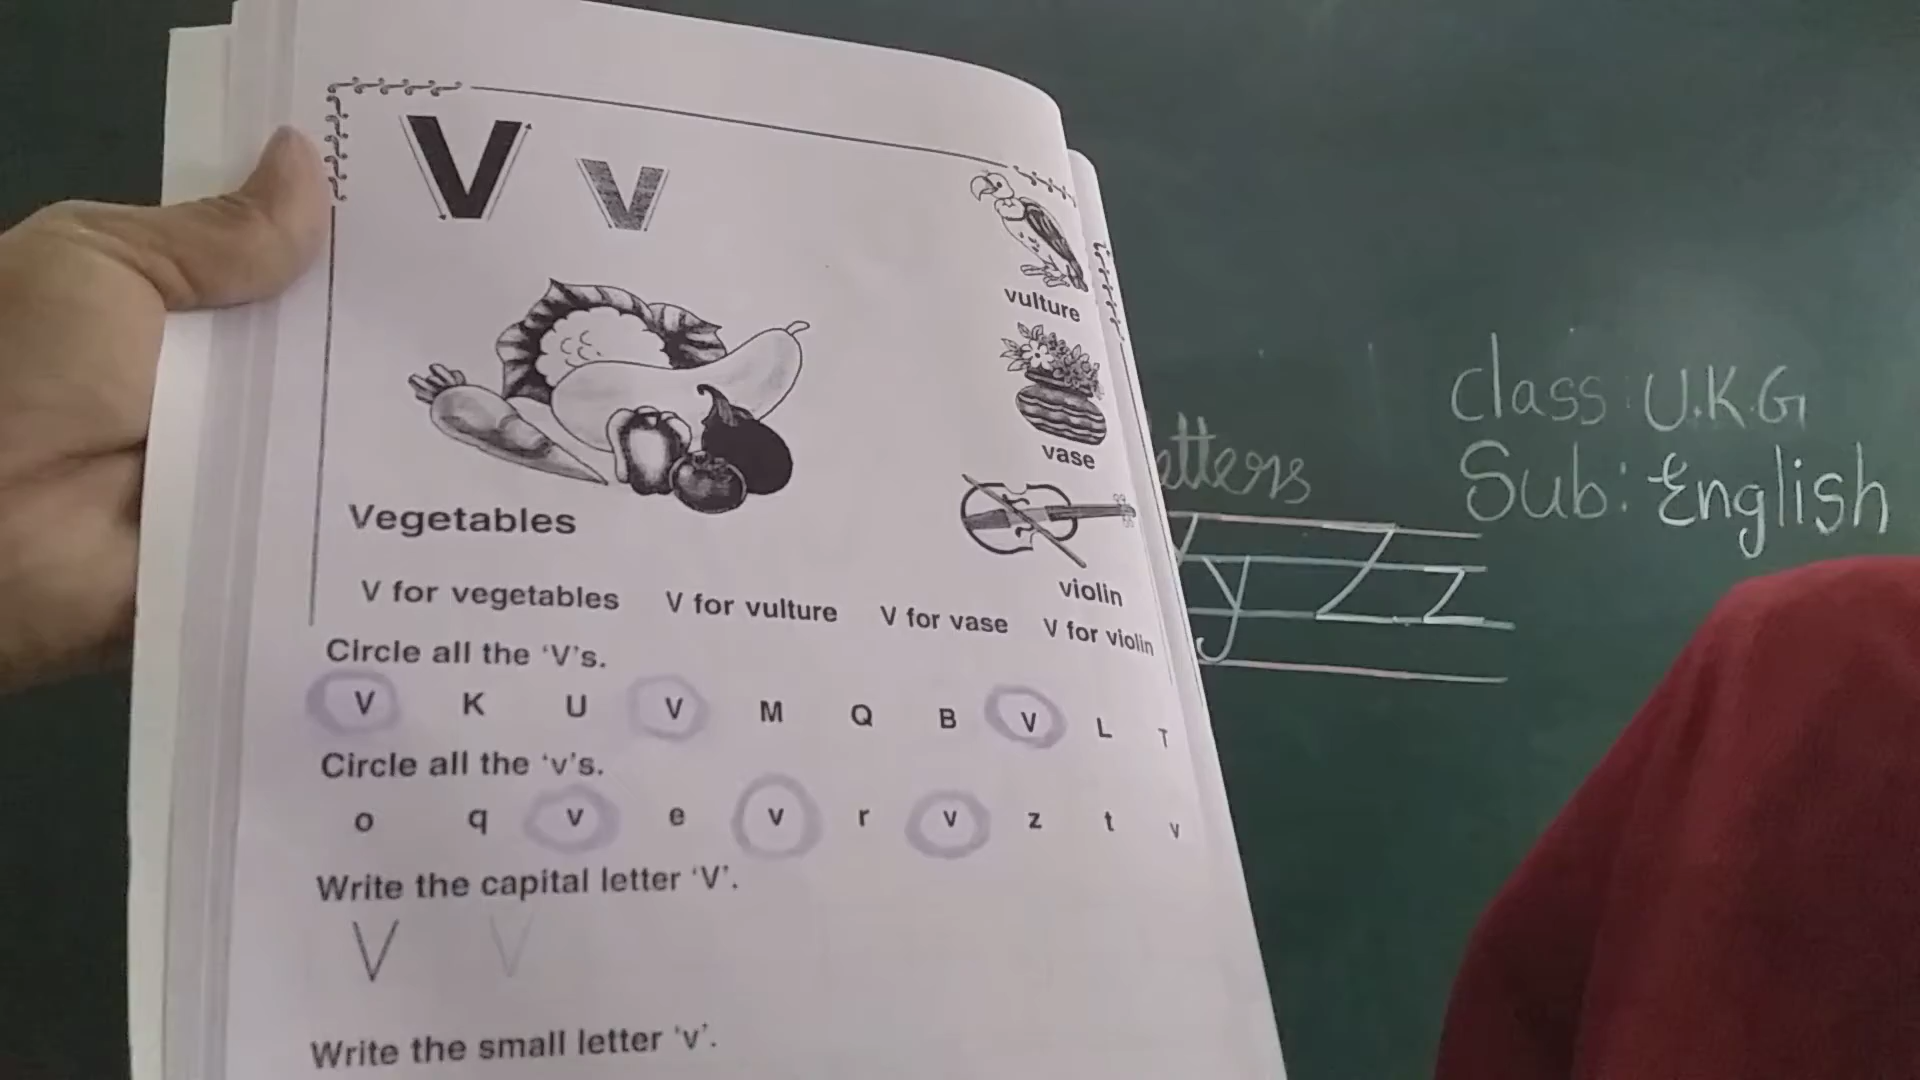 V v
vulture
vase
violin
Vegetables
V for vegetables V for vulture V for vase V for violin
Circle all the ‘V’s.
V K U V M Q B V L T
Circle all the ‘v’s.
o q v e v r v z t v
Write the capital letter ‘V’.
V V
Write the small letter ‘v’.
class: U.K.G
Sub: English
etters
y Z z